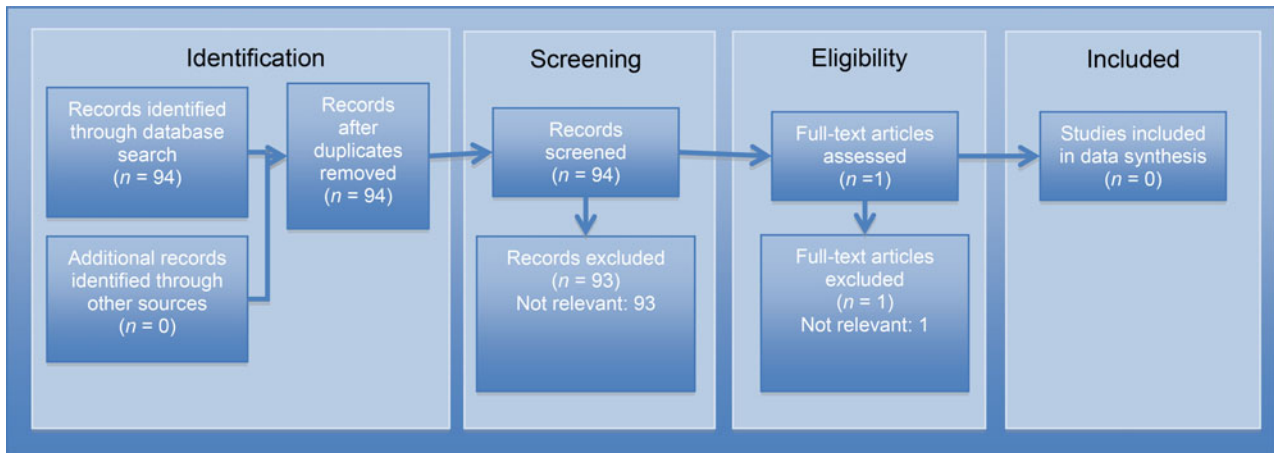 Identification
Records identified
through database
search
(n = 94)
Additional records
identified through
other sources
(n = 0)
Records
after
duplicates
removed
(n = 94)
Screening
Records
screened
(n = 94)
Records excluded
(n = 93)
Not relevant: 93
Eligibility
Full-text articles
assessed
(n =1)
Full-text articles
excluded
(n = 1)
Not relevant: 1
Included
Studies included
in data synthesis
(n = 0)